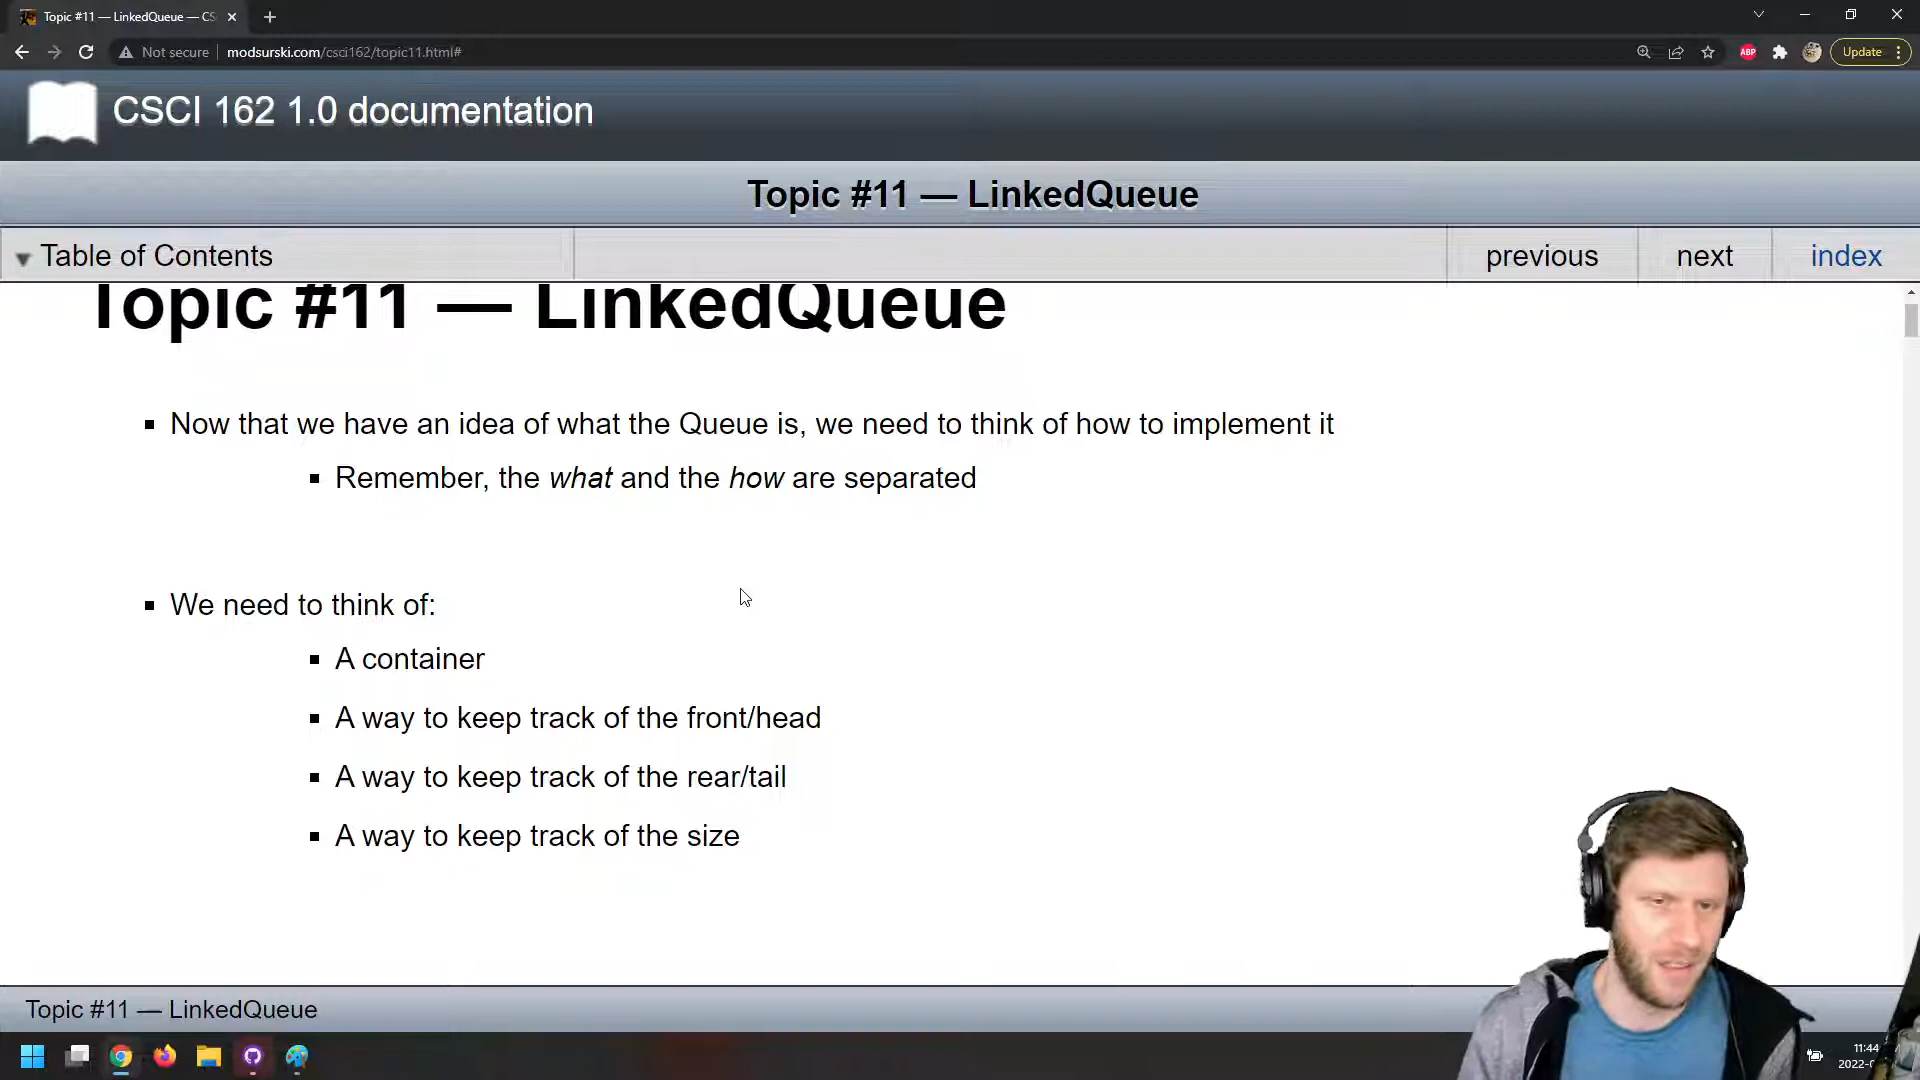 Topic #11 — LinkedQueue — CS
Not secure
modsurski.com/csci162/topic11.html#
ABP
Update
CSCI 162 1.0 documentation
Topic #11 — LinkedQueue
Table of Contents
previous
next
index
Topic #11 — LinkedQueue
Now that we have an idea of what the Queue is, we need to think of how to implement it
Remember, the what and the how are separated
We need to think of:
A container
A way to keep track of the front/head
A way to keep track of the rear/tail
A way to keep track of the size
Topic #11 — LinkedQueue
11:44